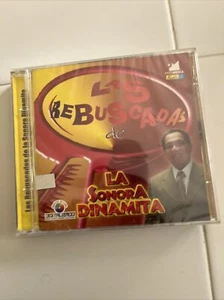 Las Rebuscadas de la Sonora Dinamita
LAS
REBUSCADAS
de
LA
SONORA
DINAMITA